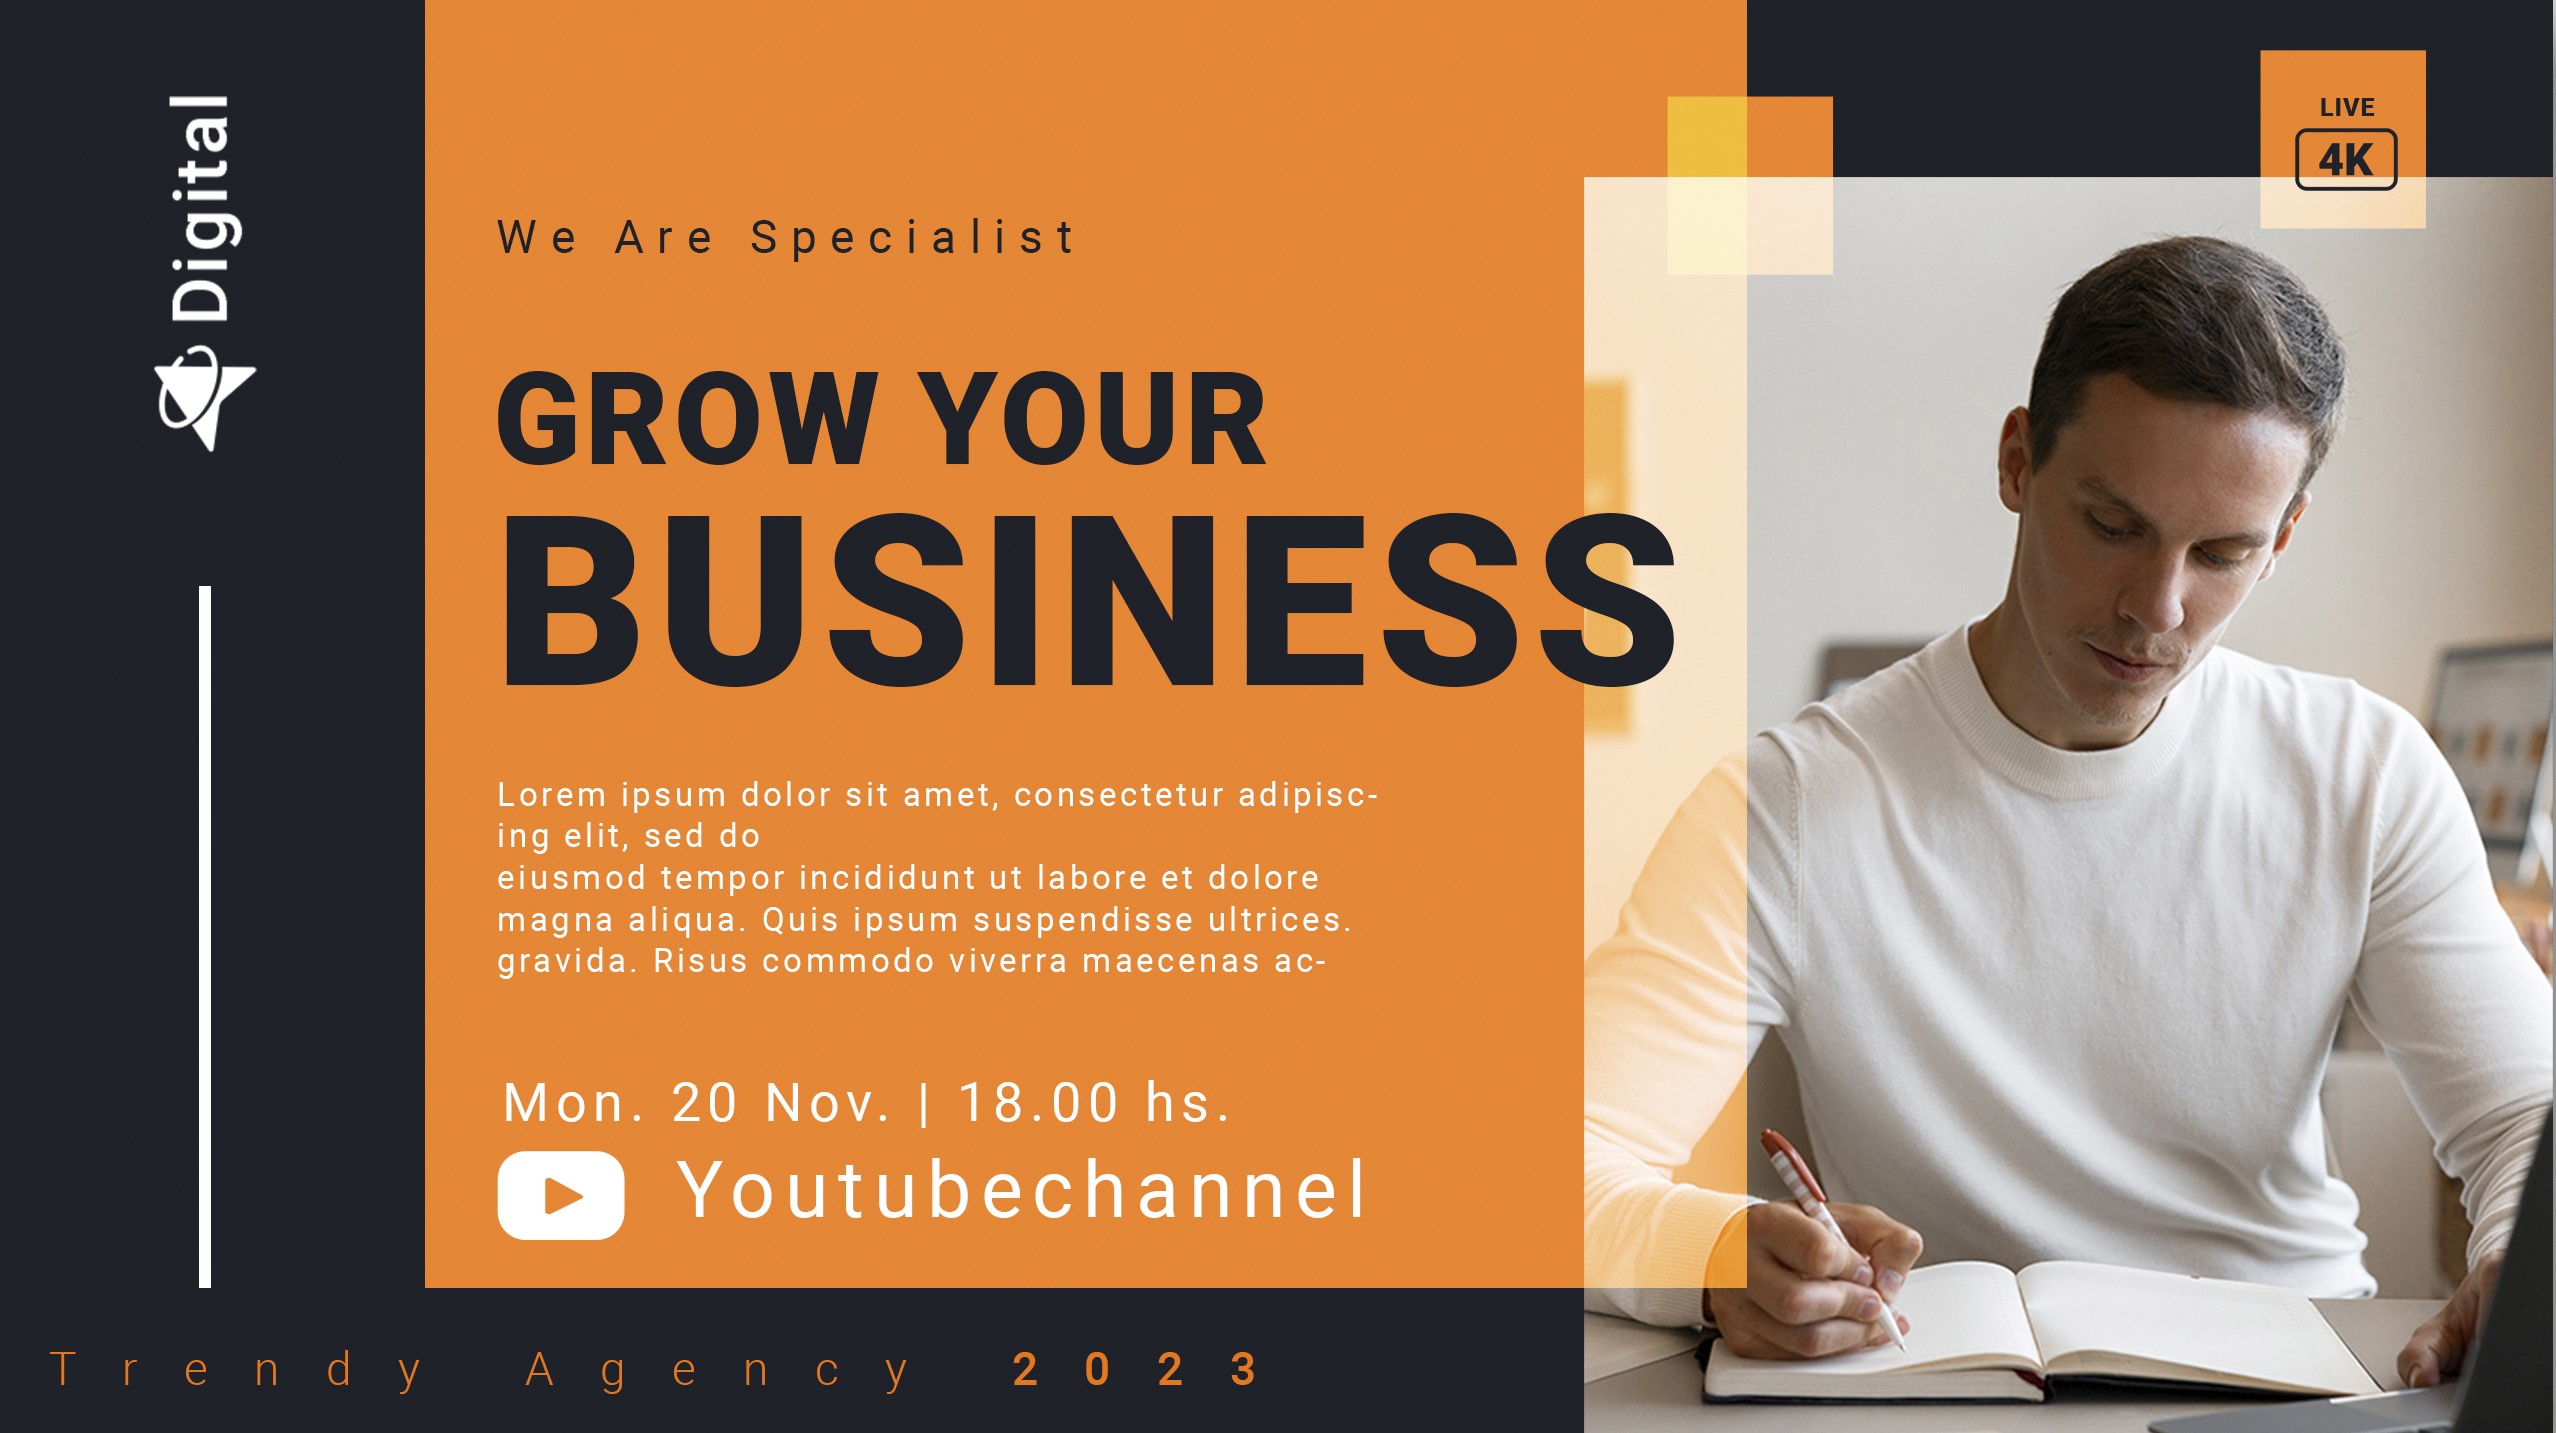 Digital
LIVE
4K
We Are Specialist
GROW YOUR
BUSINESS
Lorem ipsum dolor sit amet, consectetur adipisc-
ing elit, sed do
eiusmod tempor incididunt ut labore et dolore
magna aliqua. Quis ipsum suspendisse ultrices.
gravida. Risus commodo viverra maecenas ac-
Mon. 20 Nov. | 18.00 hs.
Youtubechannel
Trendy Agency 2023